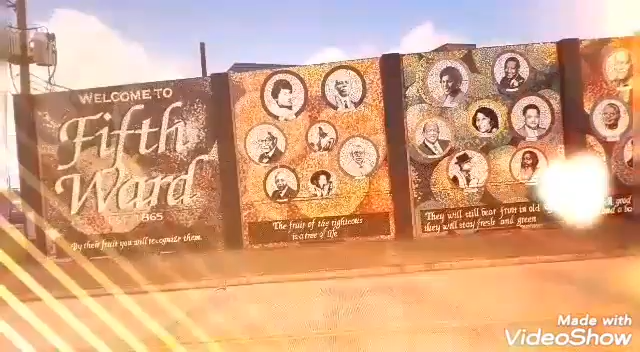 WELCOME TO
Fifth
Ward
1865
By their fruit you will recognize them.
The fruit of the righteous
is a tree of life
They will still bear fruit in old
they will stay fresh and green
A good
Made with
VideoShow